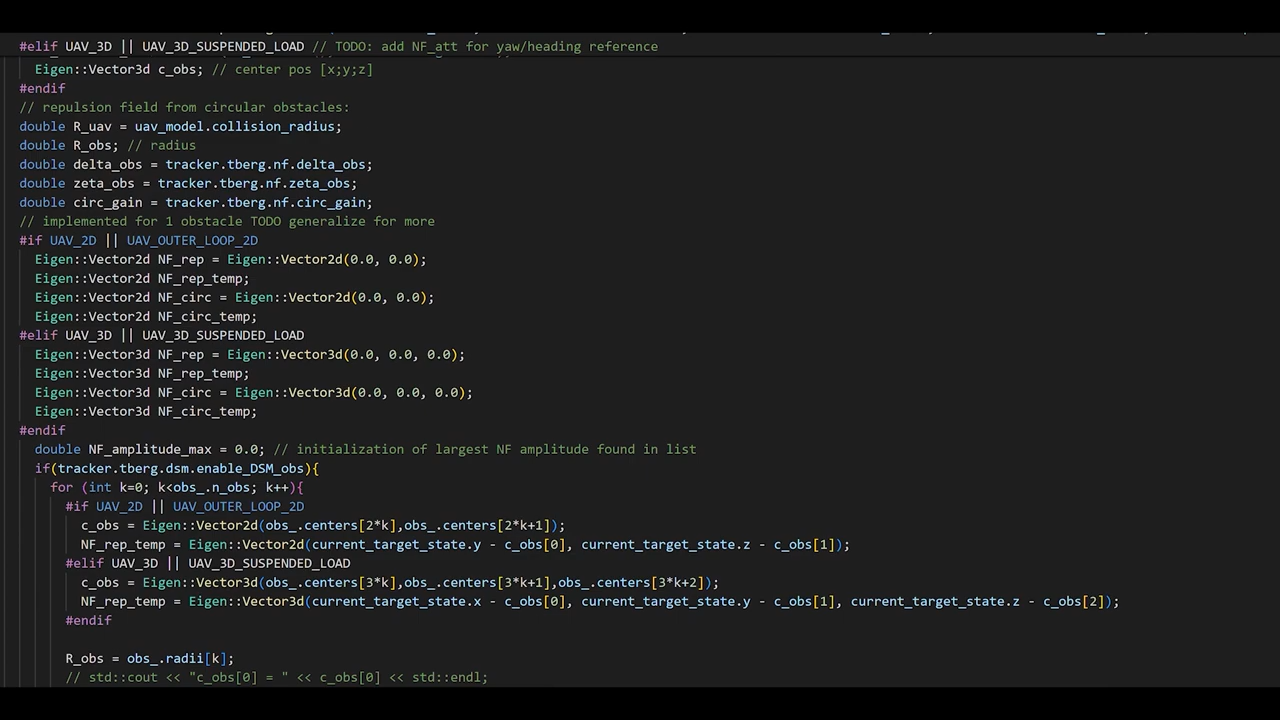 #elif UAV_3D || UAV_3D_SUSPENDED_LOAD // TODO: add NF_att for yaw/heading reference
Eigen::Vector3d c_obs; // center pos [x;y;z]
#endif
// repulsion field from circular obstacles:
double R_uav = uav_model.collision_radius;
double R_obs; // radius
double delta_obs = tracker.tberg.nf.delta_obs;
double zeta_obs = tracker.tberg.nf.zeta_obs;
double circ_gain = tracker.tberg.nf.circ_gain;
// implemented for 1 obstacle TODO generalize for more
#if UAV_2D || UAV_OUTER_LOOP_2D
Eigen::Vector2d NF_rep = Eigen::Vector2d(0.0, 0.0);
Eigen::Vector2d NF_rep_temp;
Eigen::Vector2d NF_circ = Eigen::Vector2d(0.0, 0.0);
Eigen::Vector2d NF_circ_temp;
#elif UAV_3D || UAV_3D_SUSPENDED_LOAD
Eigen::Vector3d NF_rep = Eigen::Vector3d(0.0, 0.0, 0.0);
Eigen::Vector3d NF_rep_temp;
Eigen::Vector3d NF_circ = Eigen::Vector3d(0.0, 0.0, 0.0);
Eigen::Vector3d NF_circ_temp;
#endif
double NF_amplitude_max = 0.0; // initialization of largest NF amplitude found in list
if(tracker.tberg.dsm.enable_DSM_obs){
for (int k=0; k<obs_.n_obs; k++){
#if UAV_2D || UAV_OUTER_LOOP_2D
c_obs = Eigen::Vector2d(obs_.centers[2*k],obs_.centers[2*k+1]);
NF_rep_temp = Eigen::Vector2d(current_target_state.y - c_obs[0], current_target_state.z - c_obs[1]);
#elif UAV_3D || UAV_3D_SUSPENDED_LOAD
c_obs = Eigen::Vector3d(obs_.centers[3*k],obs_.centers[3*k+1],obs_.centers[3*k+2]);
NF_rep_temp = Eigen::Vector3d(current_target_state.x - c_obs[0], current_target_state.y - c_obs[1], current_target_state.z - c_obs[2]);
#endif
R_obs = obs_.radii[k];
// std::cout << "c_obs[0] = " << c_obs[0] << std::endl;